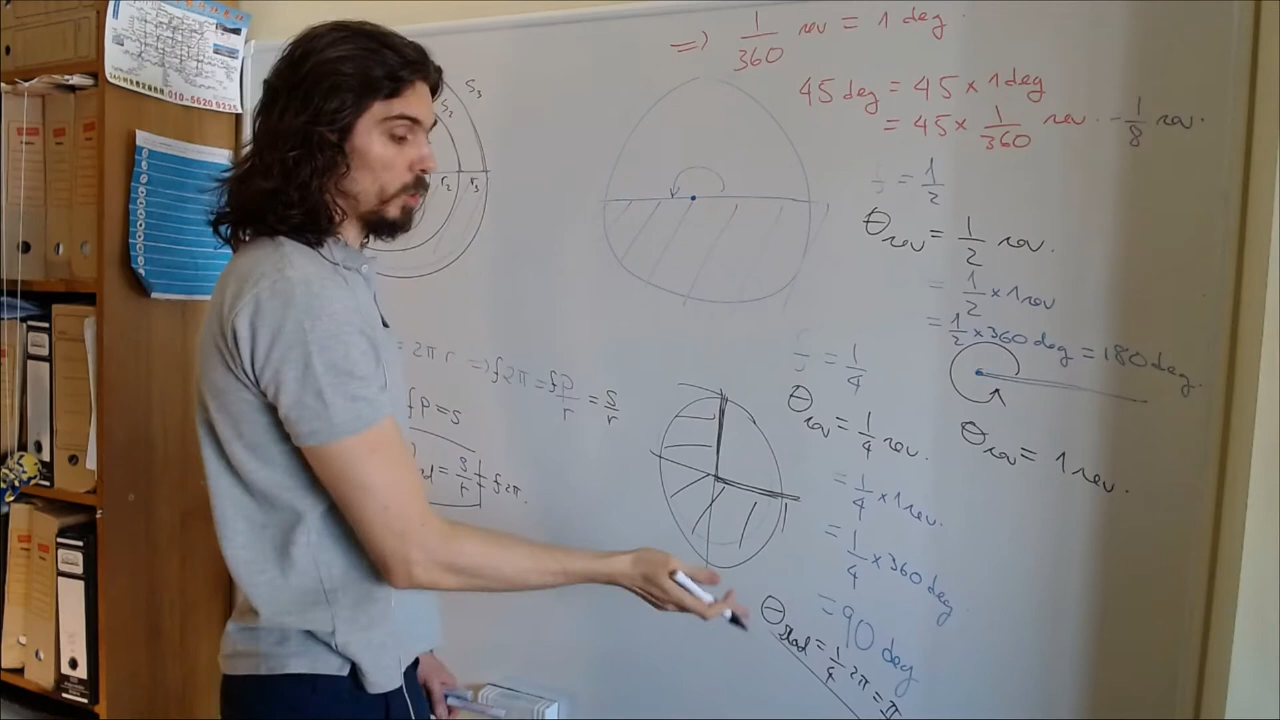 010-5620 9225
S3
S2
r2 r3
= 2π r ⇒ f2π = fP/r = s/r
fP = s
rad = s/r = f2π.
⇒ 1/360 rev = 1 deg.
45 deg = 45 × 1 deg
= 45 × 1/360 rev. - 1/8 rev.
= 1/2
θrev = 1/2 rev.
= 1/2 × 1 rev
= 1/2 × 360 deg = 180 deg.
θrev = 1 rev.
= 1/4
θrev = 1/4 rev.
= 1/4 × 1 rev.
= 1/4 × 360 deg
= 90 deg
θrad = 1/4 2π = π